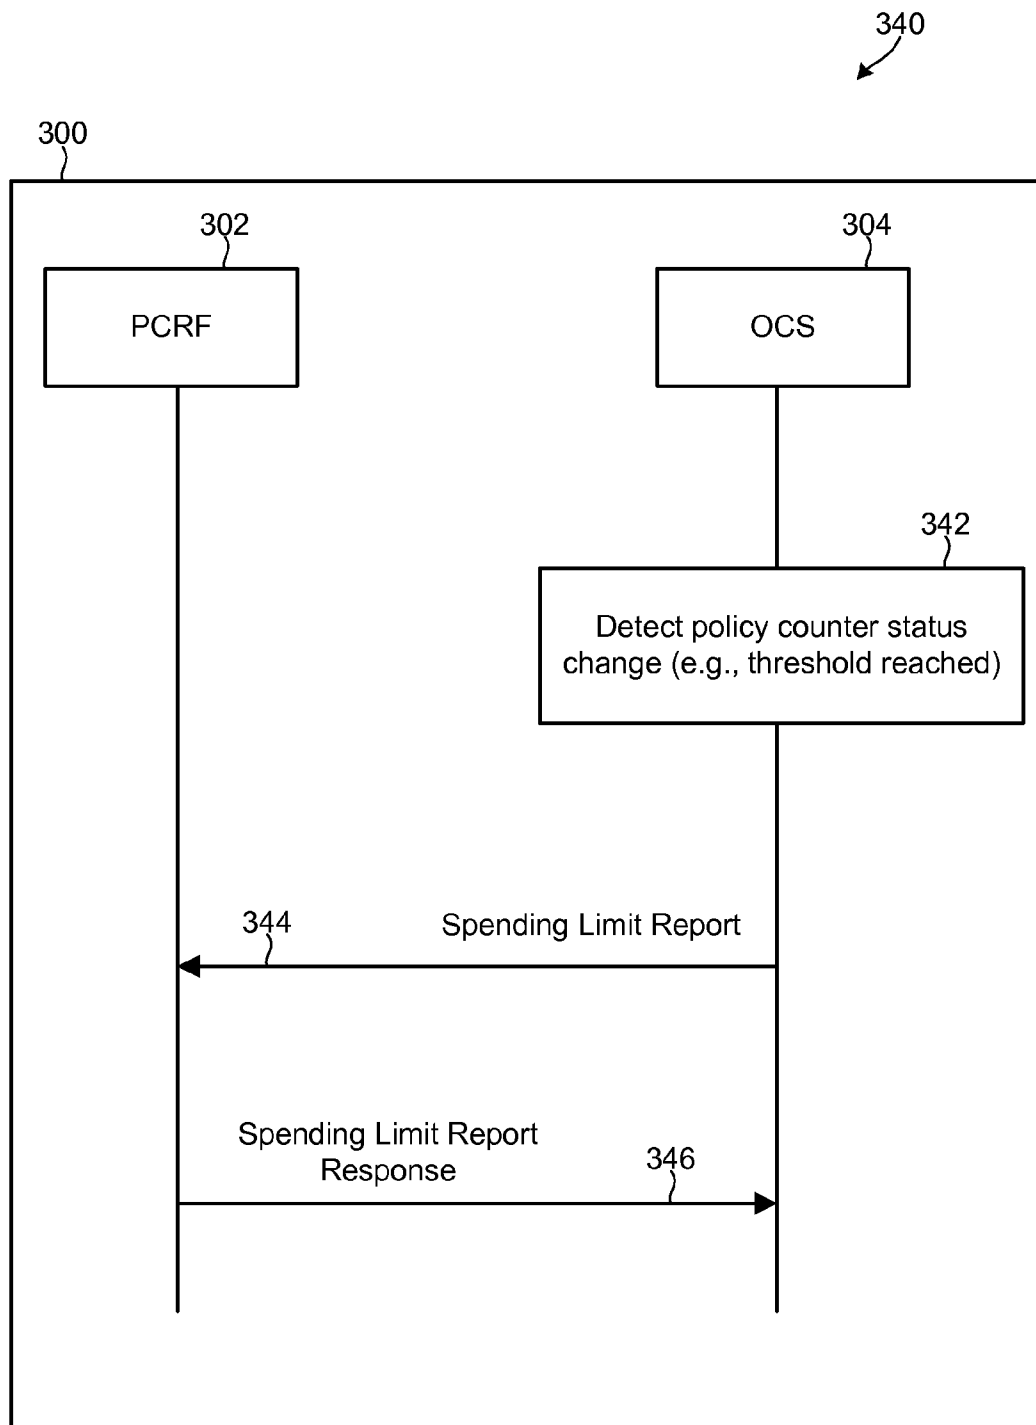 340
300
302
304
PCRF
OCS
342
Detect policy counter status
change (e.g., threshold reached)
344
Spending Limit Report
Spending Limit Report
Response
346